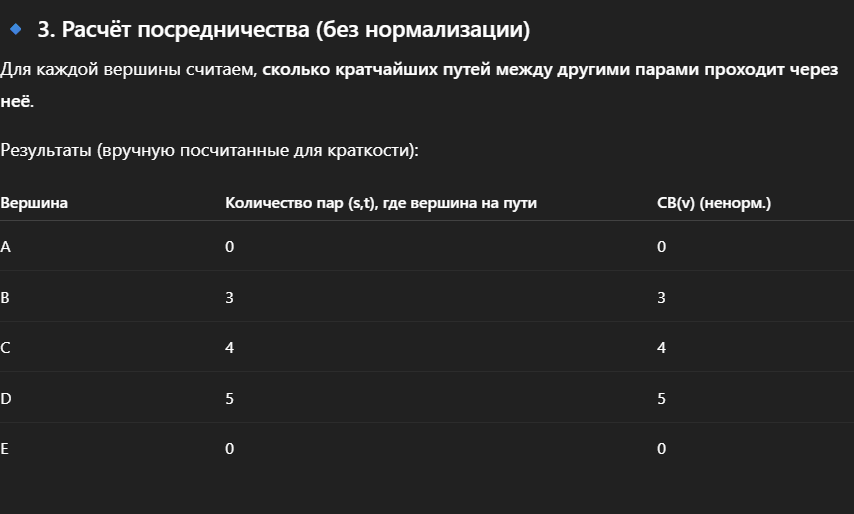 3. Расчёт посредничества (без нормализации)
Для каждой вершины считаем, сколько кратчайших путей между другими парами проходит через
неё.
Результаты (вручную посчитанные для краткости):
Вершина Количество пар (s,t), где вершина на пути CB(v) (ненорм.)
A 0 0
B 3 3
C 4 4
D 5 5
E 0 0